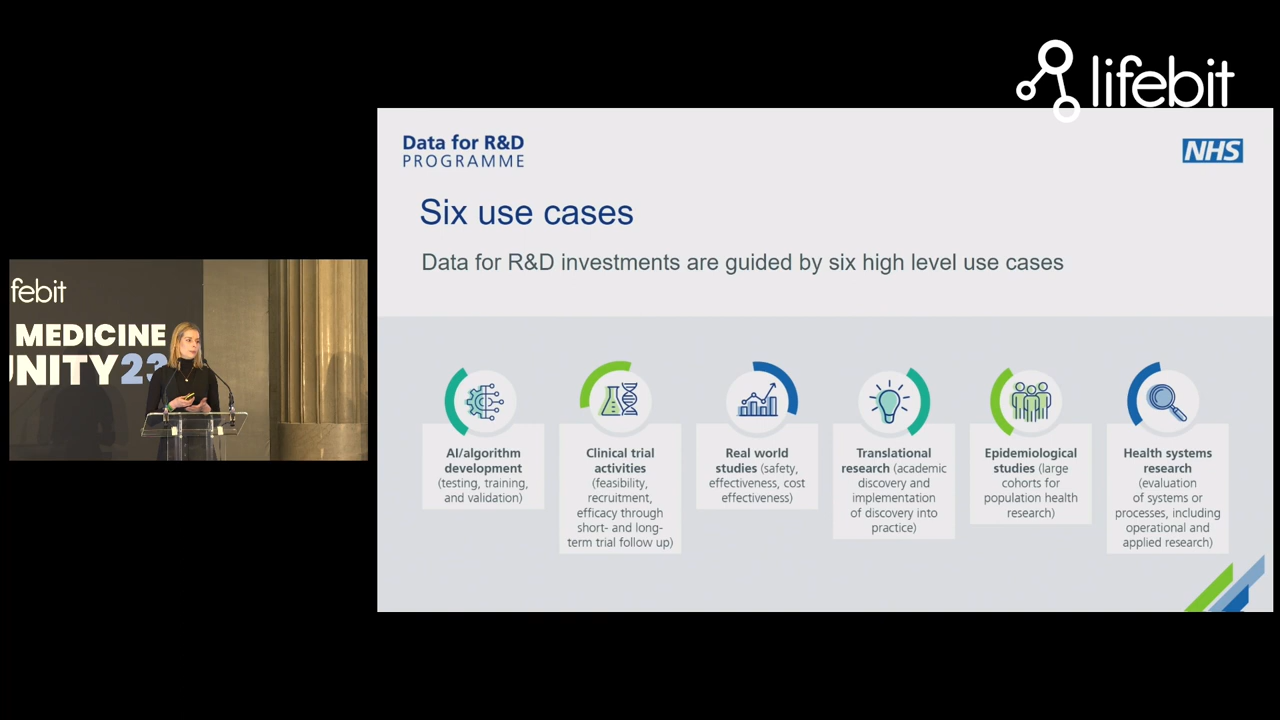 lifebit
Data for R&D
PROGRAMME
NHS
Six use cases
Data for R&D investments are guided by six high level use cases
AI/algorithm
development
(testing, training,
and validation)
Clinical trial
activities
(feasibility,
recruitment,
efficacy through
short- and long-
term trial follow up)
Real world
studies (safety,
effectiveness, cost
effectiveness)
Translational
research (academic
discovery and
implementation
of discovery into
practice)
Epidemiological
studies (large
cohorts for
population health
research)
Health systems
research
(evaluation
of systems or
processes, including
operational and
applied research)
febit
MEDICINE
UNITY23